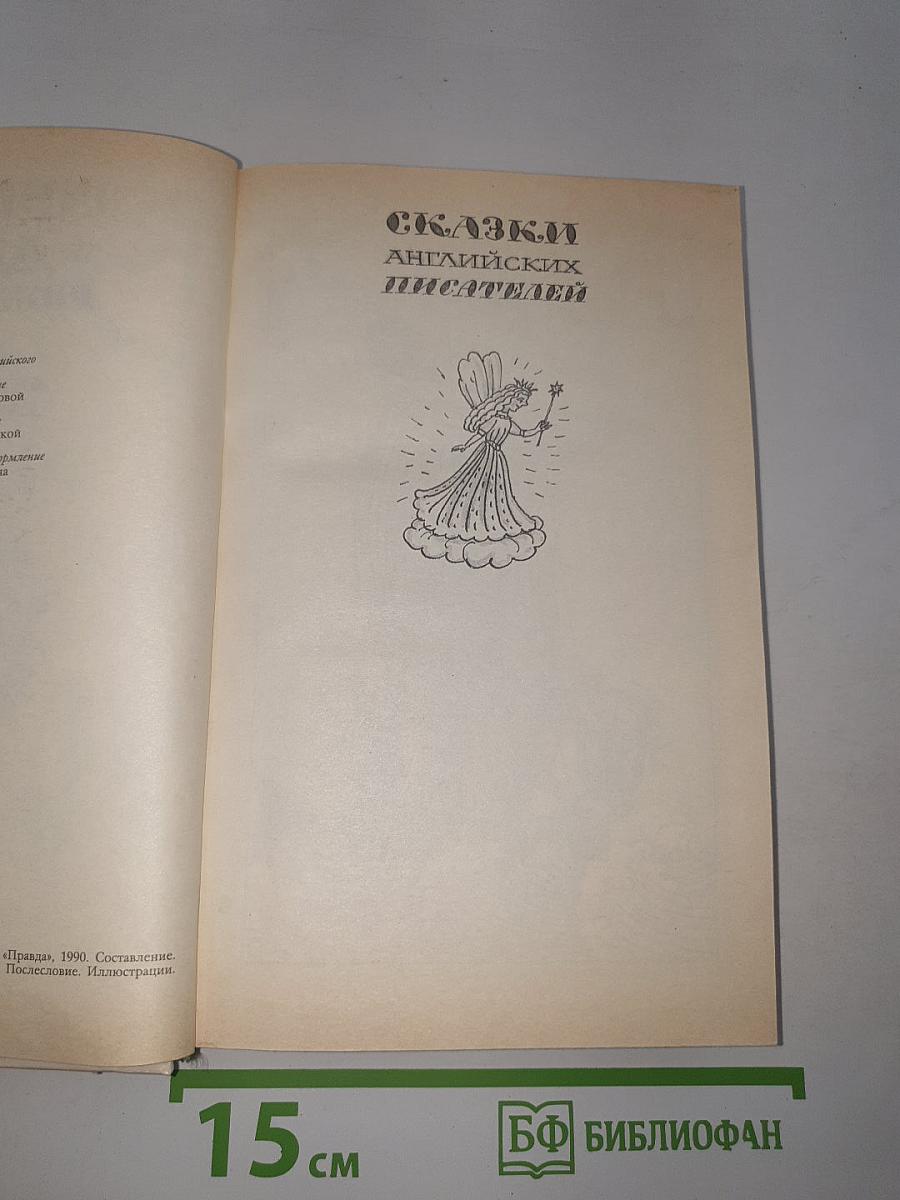 СКАЗКИ
АНГЛИЙСКИХ
ПИСАТЕЛЕЙ
«Правда», 1990. Составление.
Послесловие. Иллюстрации.
15 см
БФ БИБЛИОФАН